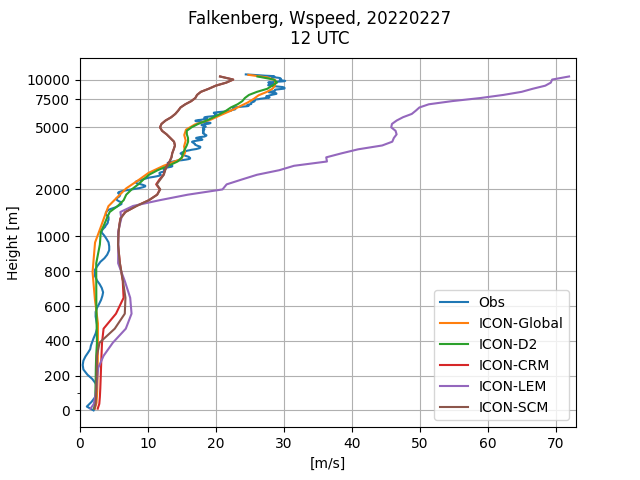 Falkenberg, Wspeed, 20220227
12 UTC
Height [m]
10000
7500
5000
2000
1000
800
600
400
200
0
Obs
ICON-Global
ICON-D2
ICON-CRM
ICON-LEM
ICON-SCM
0 10 20 30 40 50 60 70
[m/s]